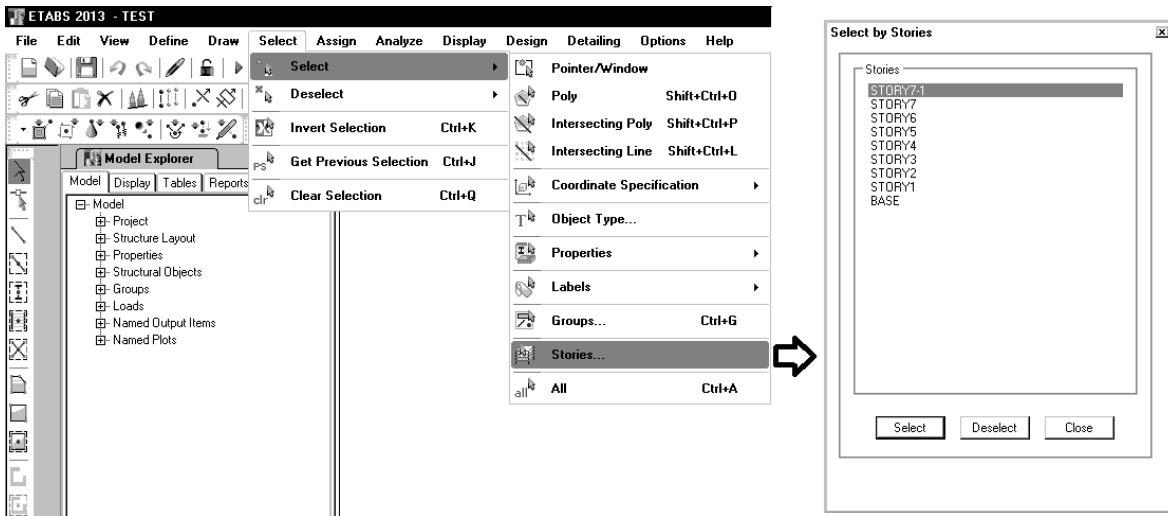 ETABS 2013 - TEST
File Edit View Define Draw Select Assign Analyze Display Design Detailing Options Help
Select
Deselect
Invert Selection Ctrl+K
PS Get Previous Selection Ctrl+J
clr Clear Selection Ctrl+Q
Pointer/Window
Poly Shift+Ctrl+O
Intersecting Poly Shift+Ctrl+P
Intersecting Line Shift+Ctrl+L
Coordinate Specification
Object Type...
Properties
Labels
Groups... Ctrl+G
Stories...
all All Ctrl+A
Model Explorer
Model Display Tables Reports
Model
Project
Structure Layout
Properties
Structural Objects
Groups
Loads
Named Output Items
Named Plots
Select by Stories
Stories
STORY7-1
STORY7
STORY6
STORY5
STORY4
STORY3
STORY2
STORY1
BASE
Select Deselect Close